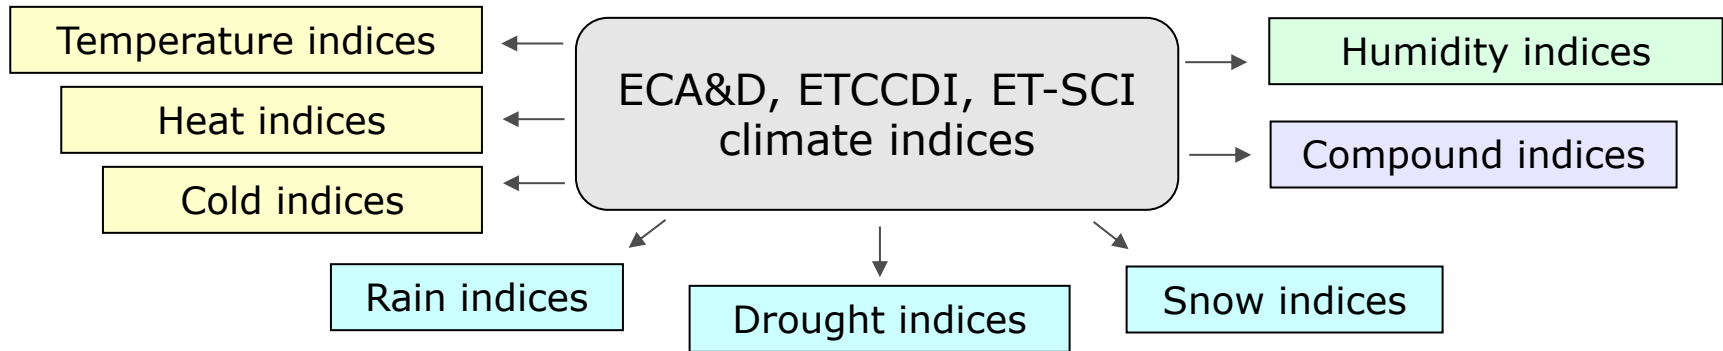 Temperature indices
Heat indices
Cold indices
ECA&D, ETCCDI, ET-SCI
climate indices
Humidity indices
Compound indices
Rain indices
Drought indices
Snow indices